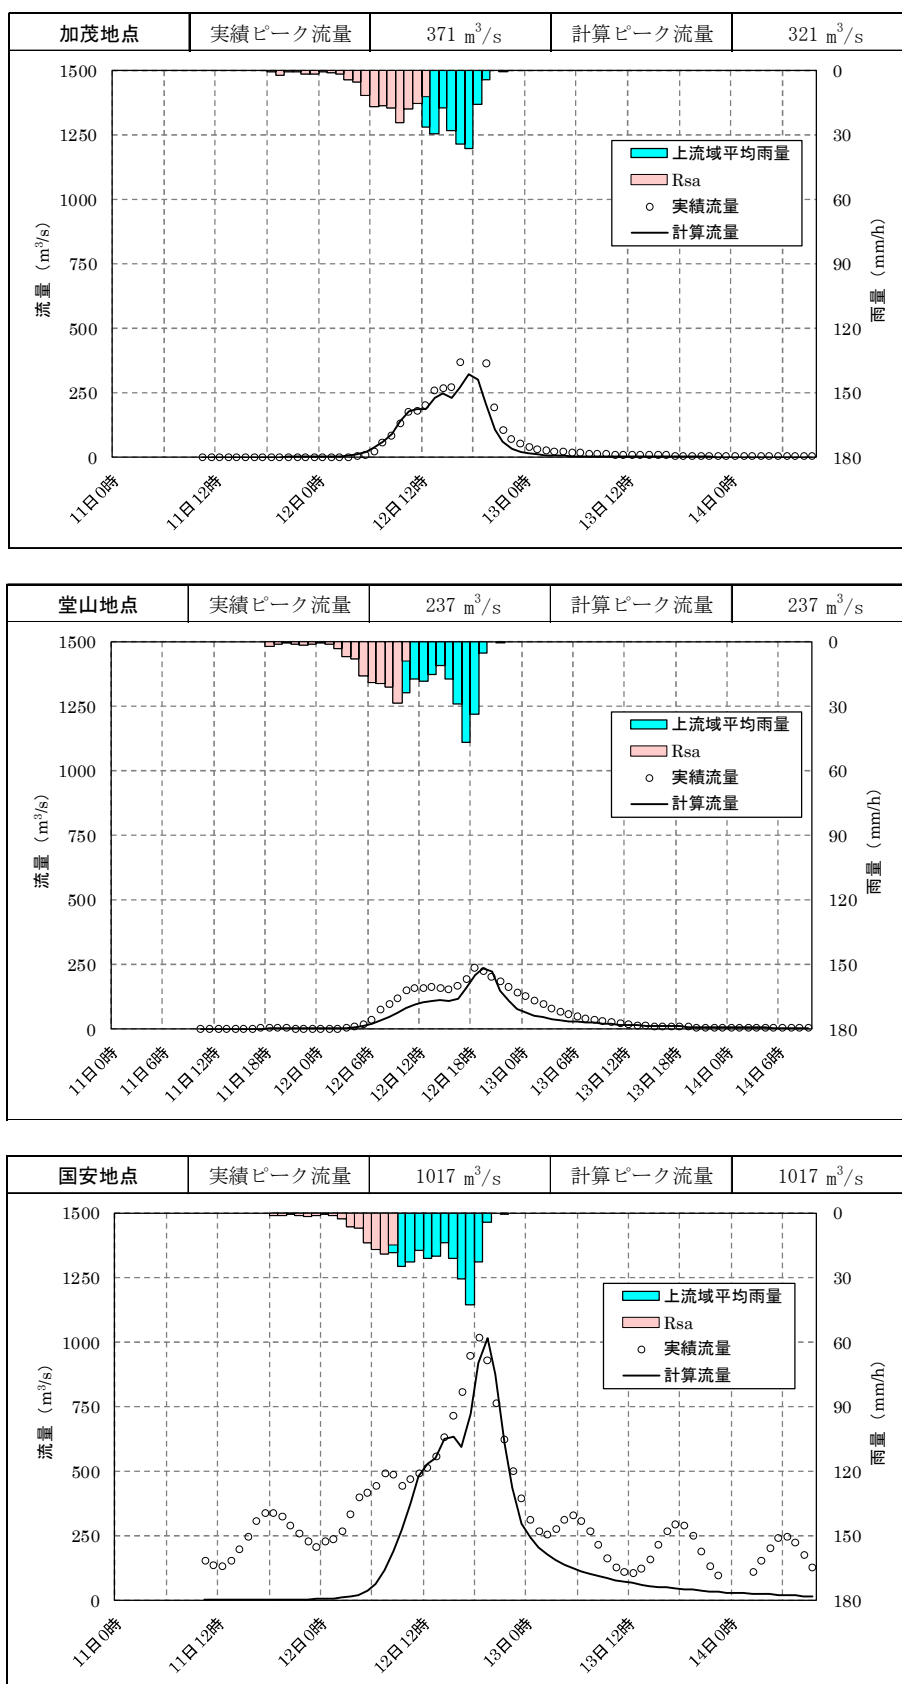 加茂地点 実績ピーク流量 371 m³/s 計算ピーク流量 321 m³/s
1500 0
1250 30
1000 60
750 90
500 120
250 150
0 180
流量（m³/s）
雨量（mm/h）
上流域平均雨量
Rsa
実績流量
計算流量
11日0時 11日12時 12日0時 12日12時 13日0時 13日12時 14日0時
堂山地点 実績ピーク流量 237 m³/s 計算ピーク流量 237 m³/s
1500 0
1250 30
1000 60
750 90
500 120
250 150
0 180
流量（m³/s）
雨量（mm/h）
上流域平均雨量
Rsa
実績流量
計算流量
11日0時 11日6時 11日12時 11日18時 12日0時 12日6時 12日12時 12日18時 13日0時 13日6時 13日12時 13日18時 14日0時 14日6時
国安地点 実績ピーク流量 1017 m³/s 計算ピーク流量 1017 m³/s
1500 0
1250 30
1000 60
750 90
500 120
250 150
0 180
流量（m³/s）
雨量（mm/h）
上流域平均雨量
Rsa
実績流量
計算流量
11日0時 11日12時 12日0時 12日12時 13日0時 13日12時 14日0時